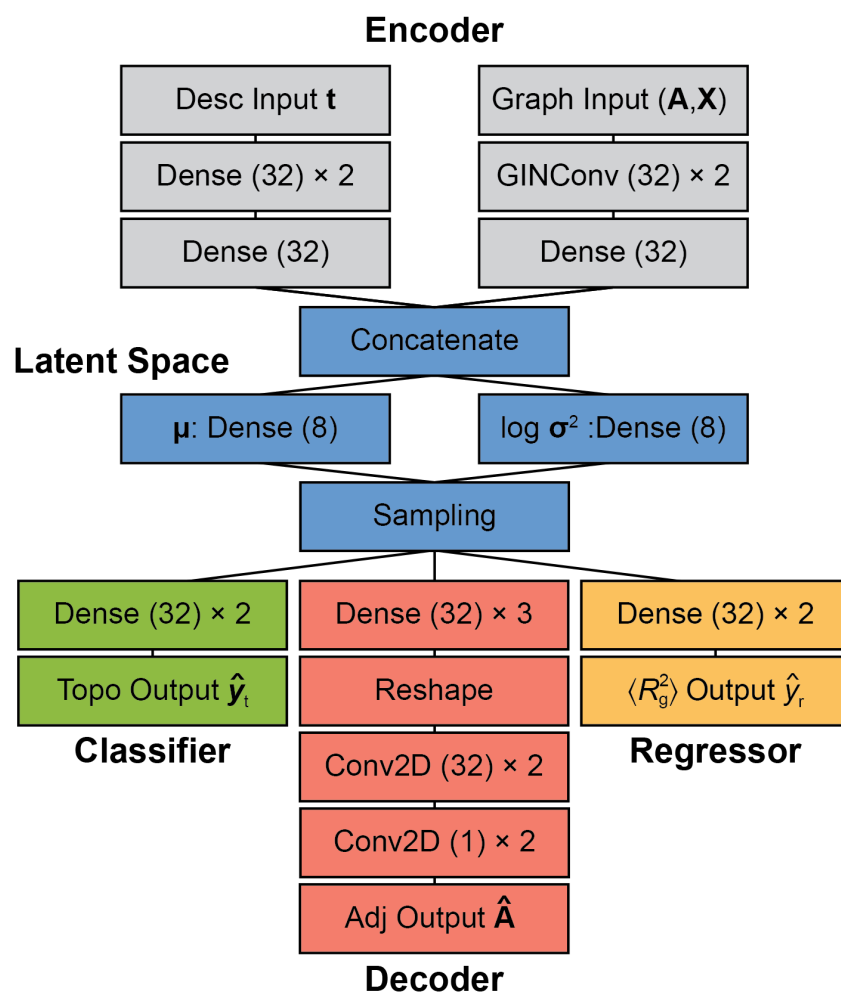 Encoder
Desc Input t
Graph Input (A,X)
Dense (32) × 2
GINConv (32) × 2
Dense (32)
Dense (32)
Concatenate
Latent Space
μ: Dense (8)
log σ² :Dense (8)
Sampling
Dense (32) × 2
Dense (32) × 3
Dense (32) × 2
Topo Output ŷₜ
Reshape
⟨R_g^2⟩ Output ŷᵣ
Classifier
Regressor
Conv2D (32) × 2
Conv2D (1) × 2
Adj Output Â
Decoder